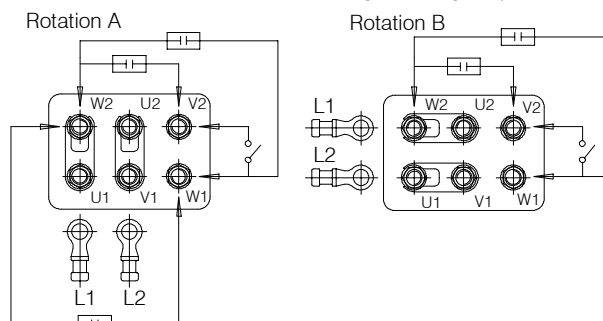 Rotation A
W2 U2 V2
U1 V1 W1
L1 L2
Rotation B
L1
W2 U2 V2
L2
U1 V1 W1